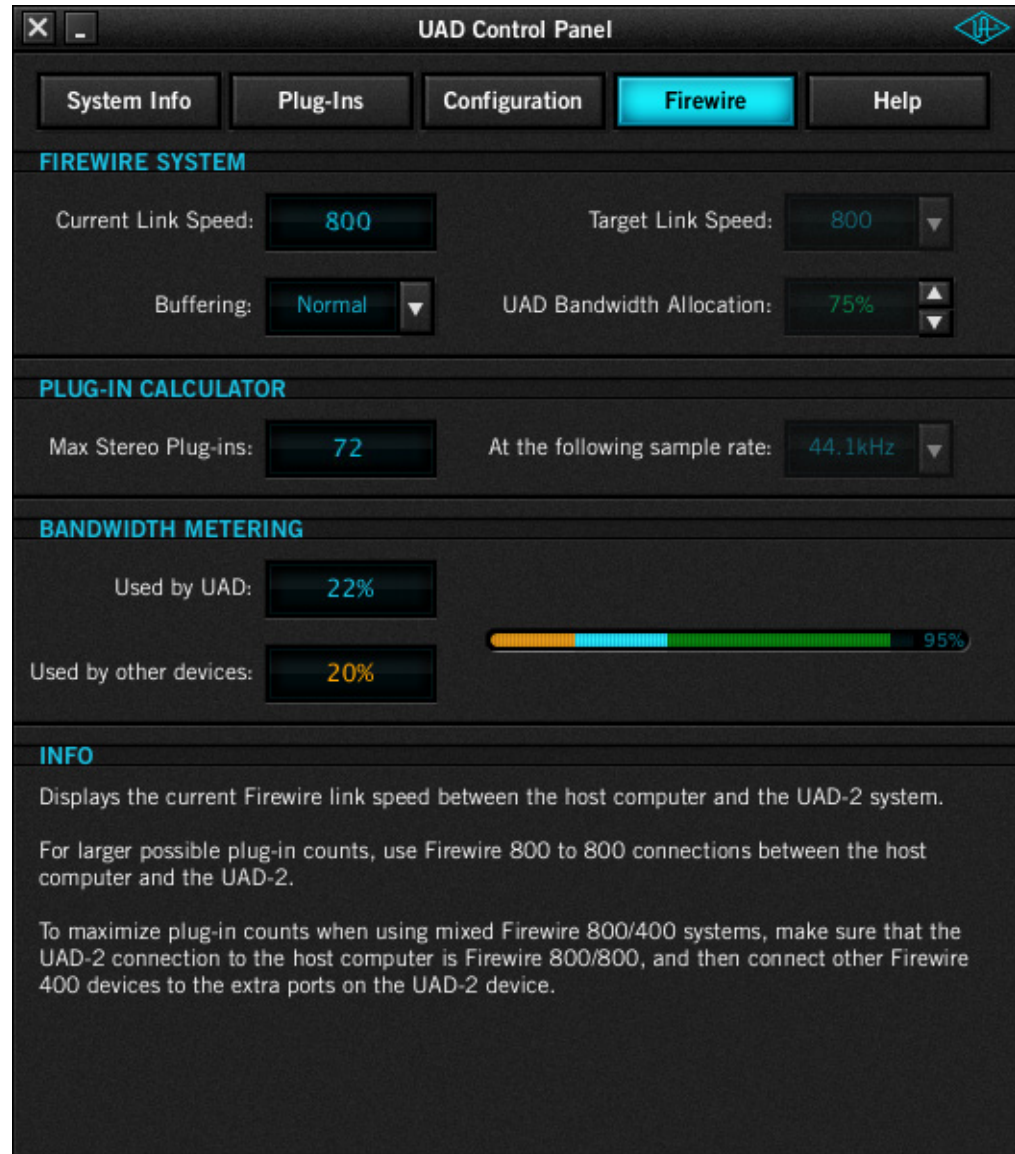 UAD Control Panel
System Info
Plug-Ins
Configuration
Firewire
Help
FIREWIRE SYSTEM
Current Link Speed: 800
Target Link Speed: 800
Buffering: Normal
UAD Bandwidth Allocation: 75%
PLUG-IN CALCULATOR
Max Stereo Plug-ins: 72
At the following sample rate: 44.1kHz
BANDWIDTH METERING
Used by UAD: 22%
95%
Used by other devices: 20%
INFO
Displays the current Firewire link speed between the host computer and the UAD-2 system.
For larger possible plug-in counts, use Firewire 800 to 800 connections between the host
computer and the UAD-2.
To maximize plug-in counts when using mixed Firewire 800/400 systems, make sure that the
UAD-2 connection to the host computer is Firewire 800/800, and then connect other Firewire
400 devices to the extra ports on the UAD-2 device.